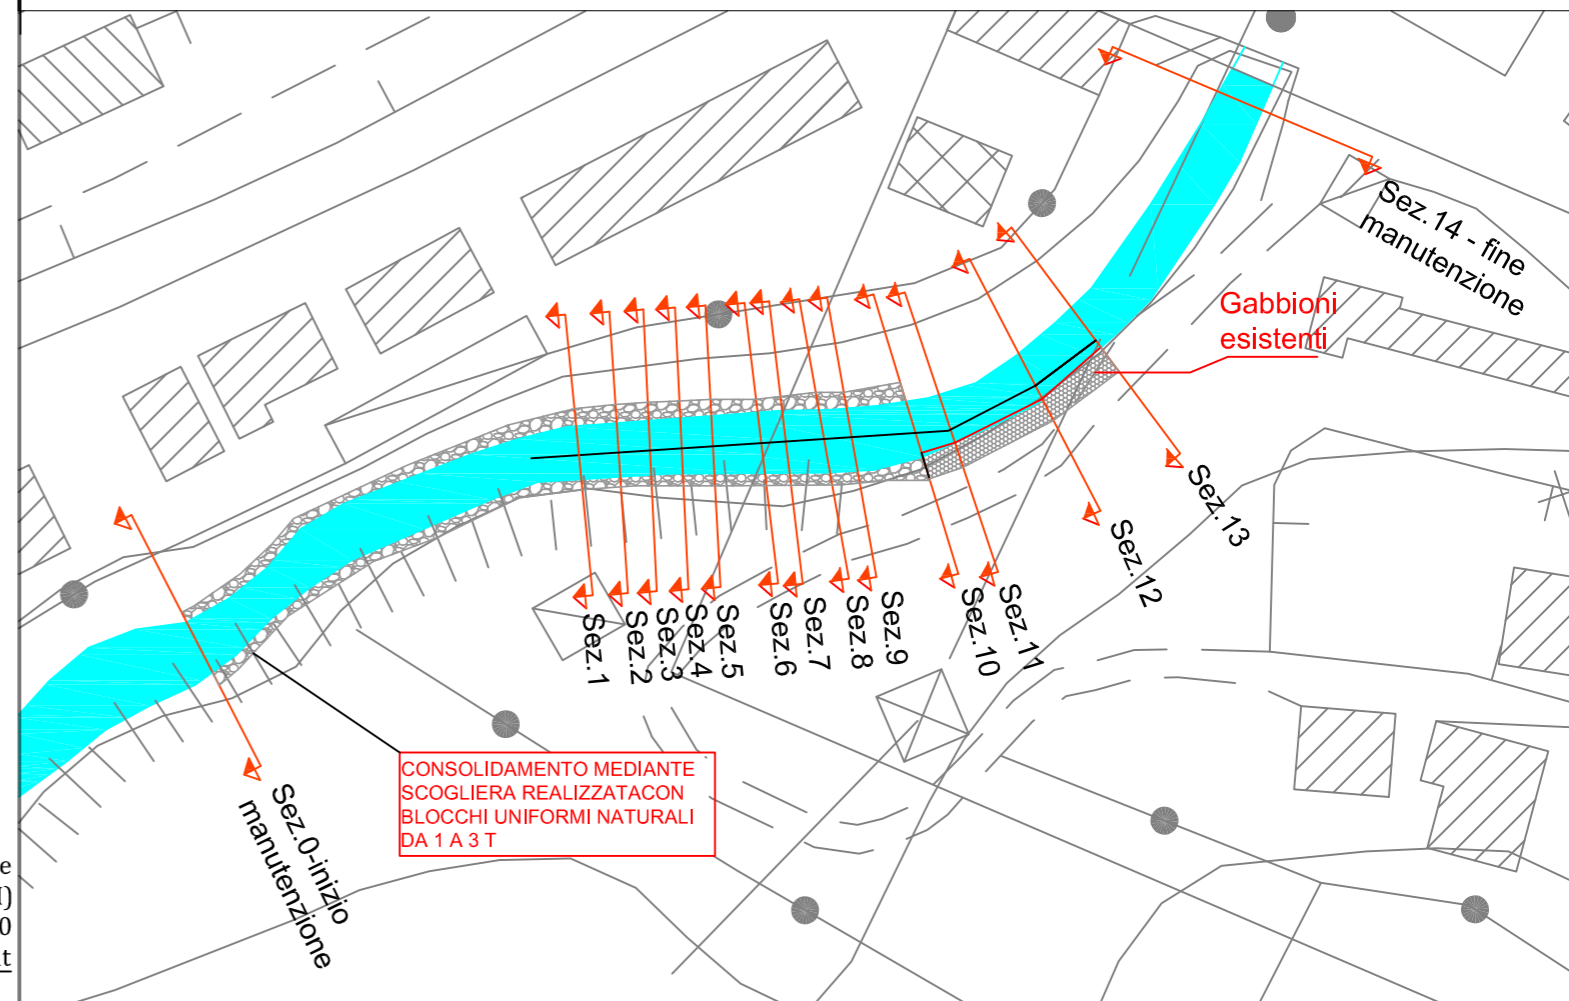 Sez.14 - fine
manutenzione
Gabbioni
esistenti
Sez.13
Sez.12
Sez.11
Sez.10
Sez.9
Sez.8
Sez.7
Sez.6
Sez.5
Sez.4
Sez.3
Sez.2
Sez.1
CONSOLIDAMENTO MEDIANTE
SCOGLIERA REALIZZATACON
BLOCCHI UNIFORMI NATURALI
DA 1 A 3 T
Sez.0-inizio
manutenzione
e
I)
0
t